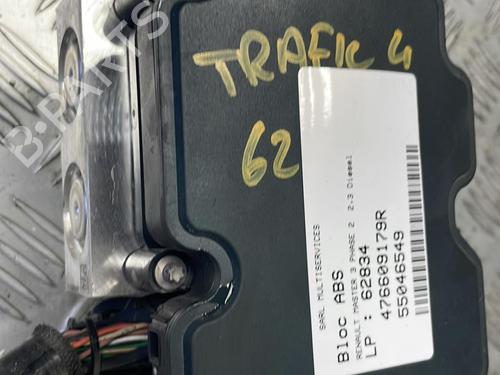 B-PARTS
TRAFIC 4
62
SARL MULTISERVICES
Bloc ABS
RENAULT MASTER 3 PHASE 2 2.3 Diesel
LP : 62834
476609179R
55046549